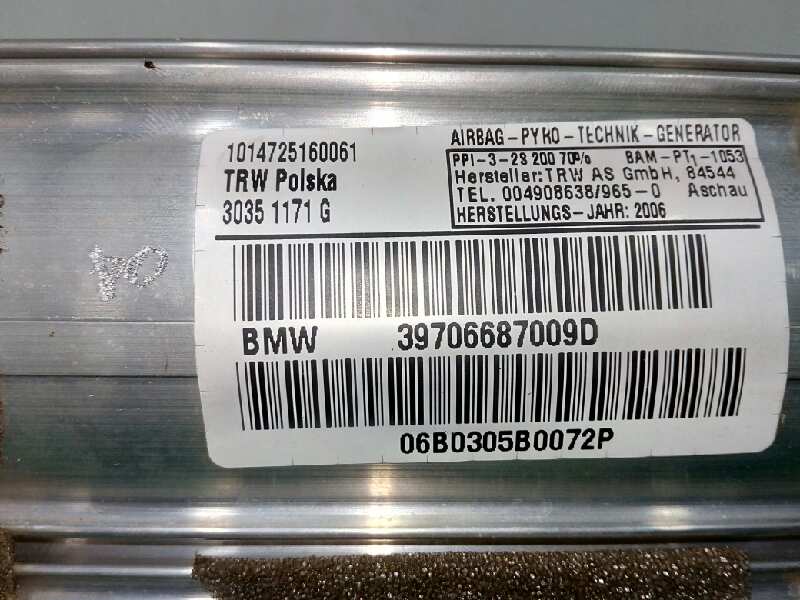 1014725160061
TRW Polska
3035 1171 G
AIRBAG-PYRO-TECHNIK-GENERATOR
PPI-3-2S 200 70P/o BAM-PT1-1053
Hersteller: TRW AS GmbH, 84544
TEL. 004908638/965-0 Aschau
HERSTELLUNGS-JAHR: 2006
BMW 39706687009D
06BD305B0072P